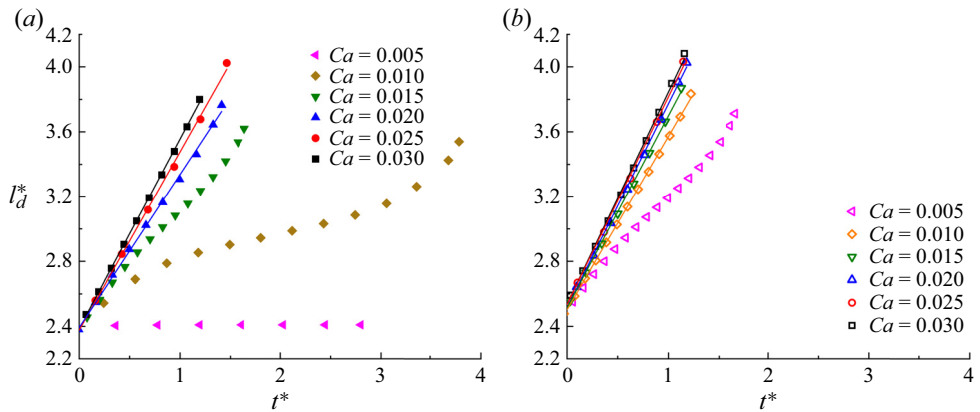 (a)
4.2
4.0
3.6
3.2
2.8
2.4
2.2
l*d
0
1
2
3
4
t*
Ca = 0.005
Ca = 0.010
Ca = 0.015
Ca = 0.020
Ca = 0.025
Ca = 0.030
(b)
4.2
4.0
3.6
3.2
2.8
2.4
2.2
0
1
2
3
4
t*
Ca = 0.005
Ca = 0.010
Ca = 0.015
Ca = 0.020
Ca = 0.025
Ca = 0.030